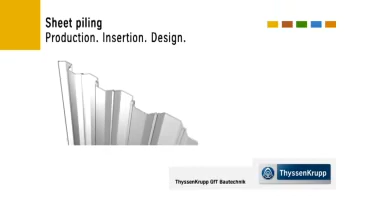 Sheet piling
Production. Insertion. Design.
ThyssenKrupp GfT Bautechnik
ThyssenKrupp